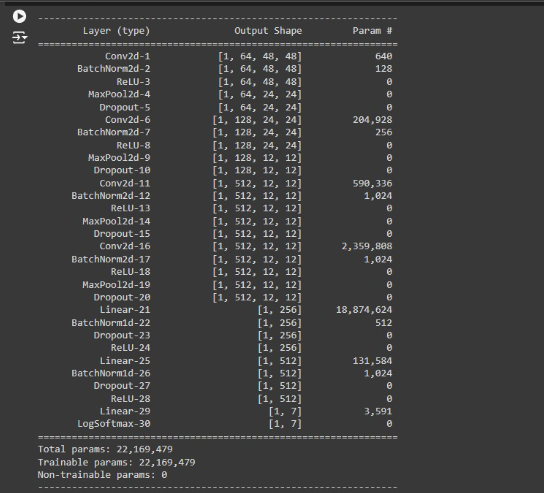 ----------------------------------------------------------------
Layer (type) Output Shape Param #
================================================================
Conv2d-1 [1, 64, 48, 48] 640
BatchNorm2d-2 [1, 64, 48, 48] 128
ReLU-3 [1, 64, 48, 48] 0
MaxPool2d-4 [1, 64, 24, 24] 0
Dropout-5 [1, 64, 24, 24] 0
Conv2d-6 [1, 128, 24, 24] 204,928
BatchNorm2d-7 [1, 128, 24, 24] 256
ReLU-8 [1, 128, 24, 24] 0
MaxPool2d-9 [1, 128, 12, 12] 0
Dropout-10 [1, 128, 12, 12] 0
Conv2d-11 [1, 512, 12, 12] 590,336
BatchNorm2d-12 [1, 512, 12, 12] 1,024
ReLU-13 [1, 512, 12, 12] 0
MaxPool2d-14 [1, 512, 12, 12] 0
Dropout-15 [1, 512, 12, 12] 0
Conv2d-16 [1, 512, 12, 12] 2,359,808
BatchNorm2d-17 [1, 512, 12, 12] 1,024
ReLU-18 [1, 512, 12, 12] 0
MaxPool2d-19 [1, 512, 12, 12] 0
Dropout-20 [1, 512, 12, 12] 0
Linear-21 [1, 256] 18,874,624
BatchNorm1d-22 [1, 256] 512
Dropout-23 [1, 256] 0
ReLU-24 [1, 256] 0
Linear-25 [1, 512] 131,584
BatchNorm1d-26 [1, 512] 1,024
Dropout-27 [1, 512] 0
ReLU-28 [1, 512] 0
Linear-29 [1, 7] 3,591
LogSoftmax-30 [1, 7] 0
================================================================
Total params: 22,169,479
Trainable params: 22,169,479
Non-trainable params: 0
----------------------------------------------------------------